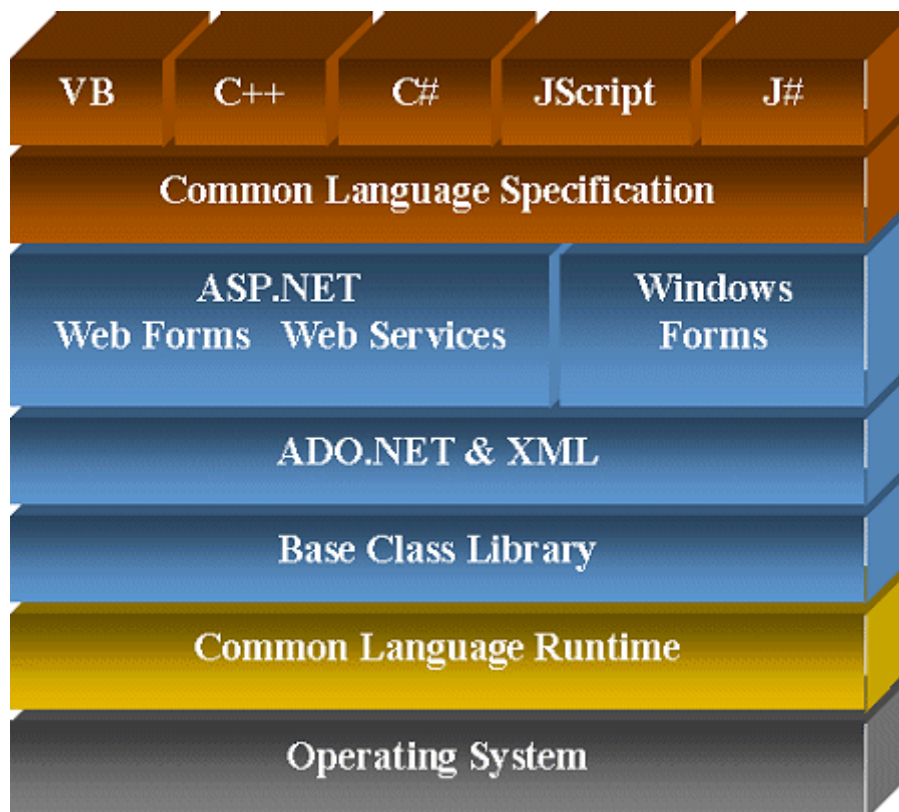 VB C++ C# JScript J#
Common Language Specification
ASP.NET
Web Forms Web Services
Windows
Forms
ADO.NET & XML
Base Class Library
Common Language Runtime
Operating System